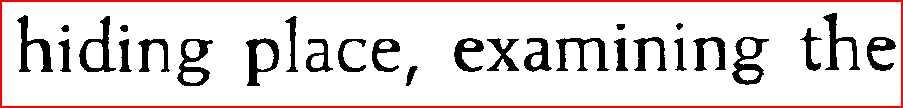 hiding place, examining the